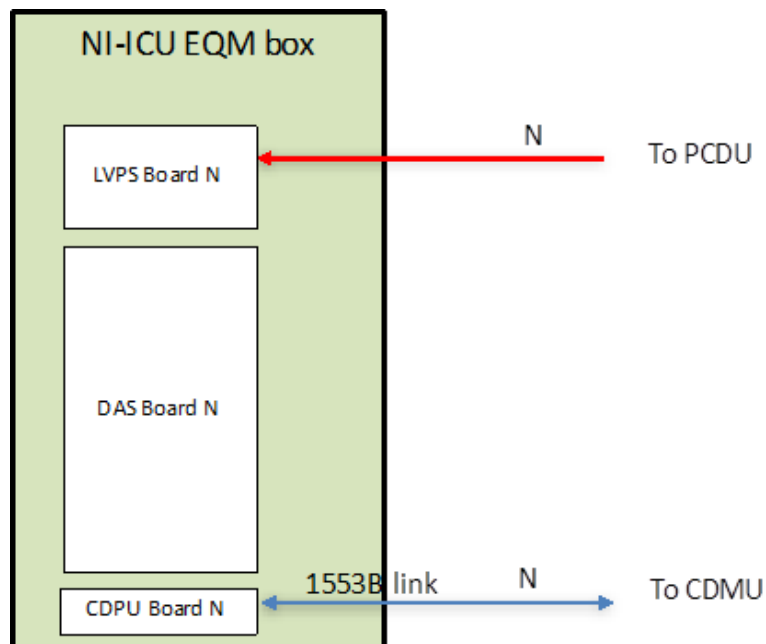 NI-ICU EQM box
N
To PCDU
LVPS Board N
DAS Board N
1553B link
N
To CDMU
CDPU Board N